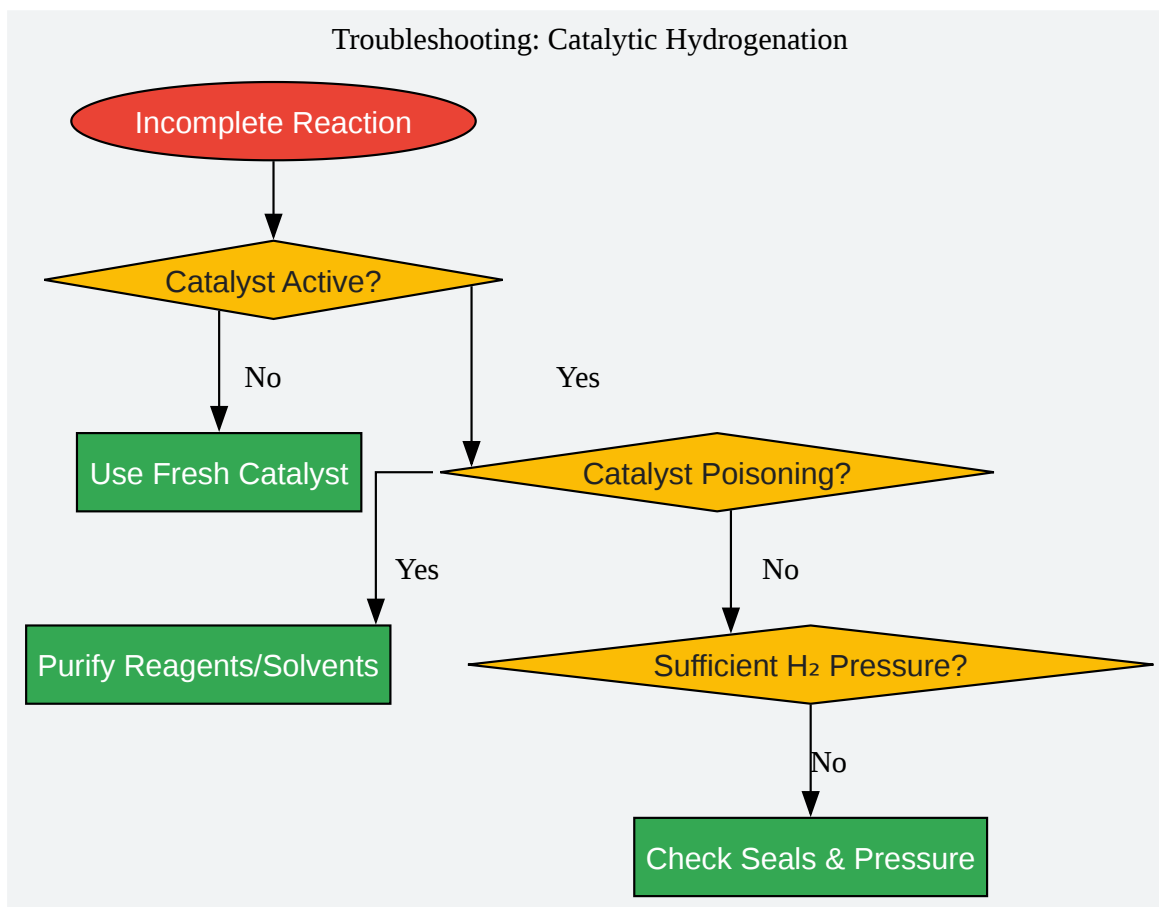 Troubleshooting: Catalytic Hydrogenation
Incomplete Reaction
Catalyst Active?
No
Yes
Use Fresh Catalyst
Catalyst Poisoning?
Yes
No
Purify Reagents/Solvents
Sufficient H₂ Pressure?
No
Check Seals & Pressure